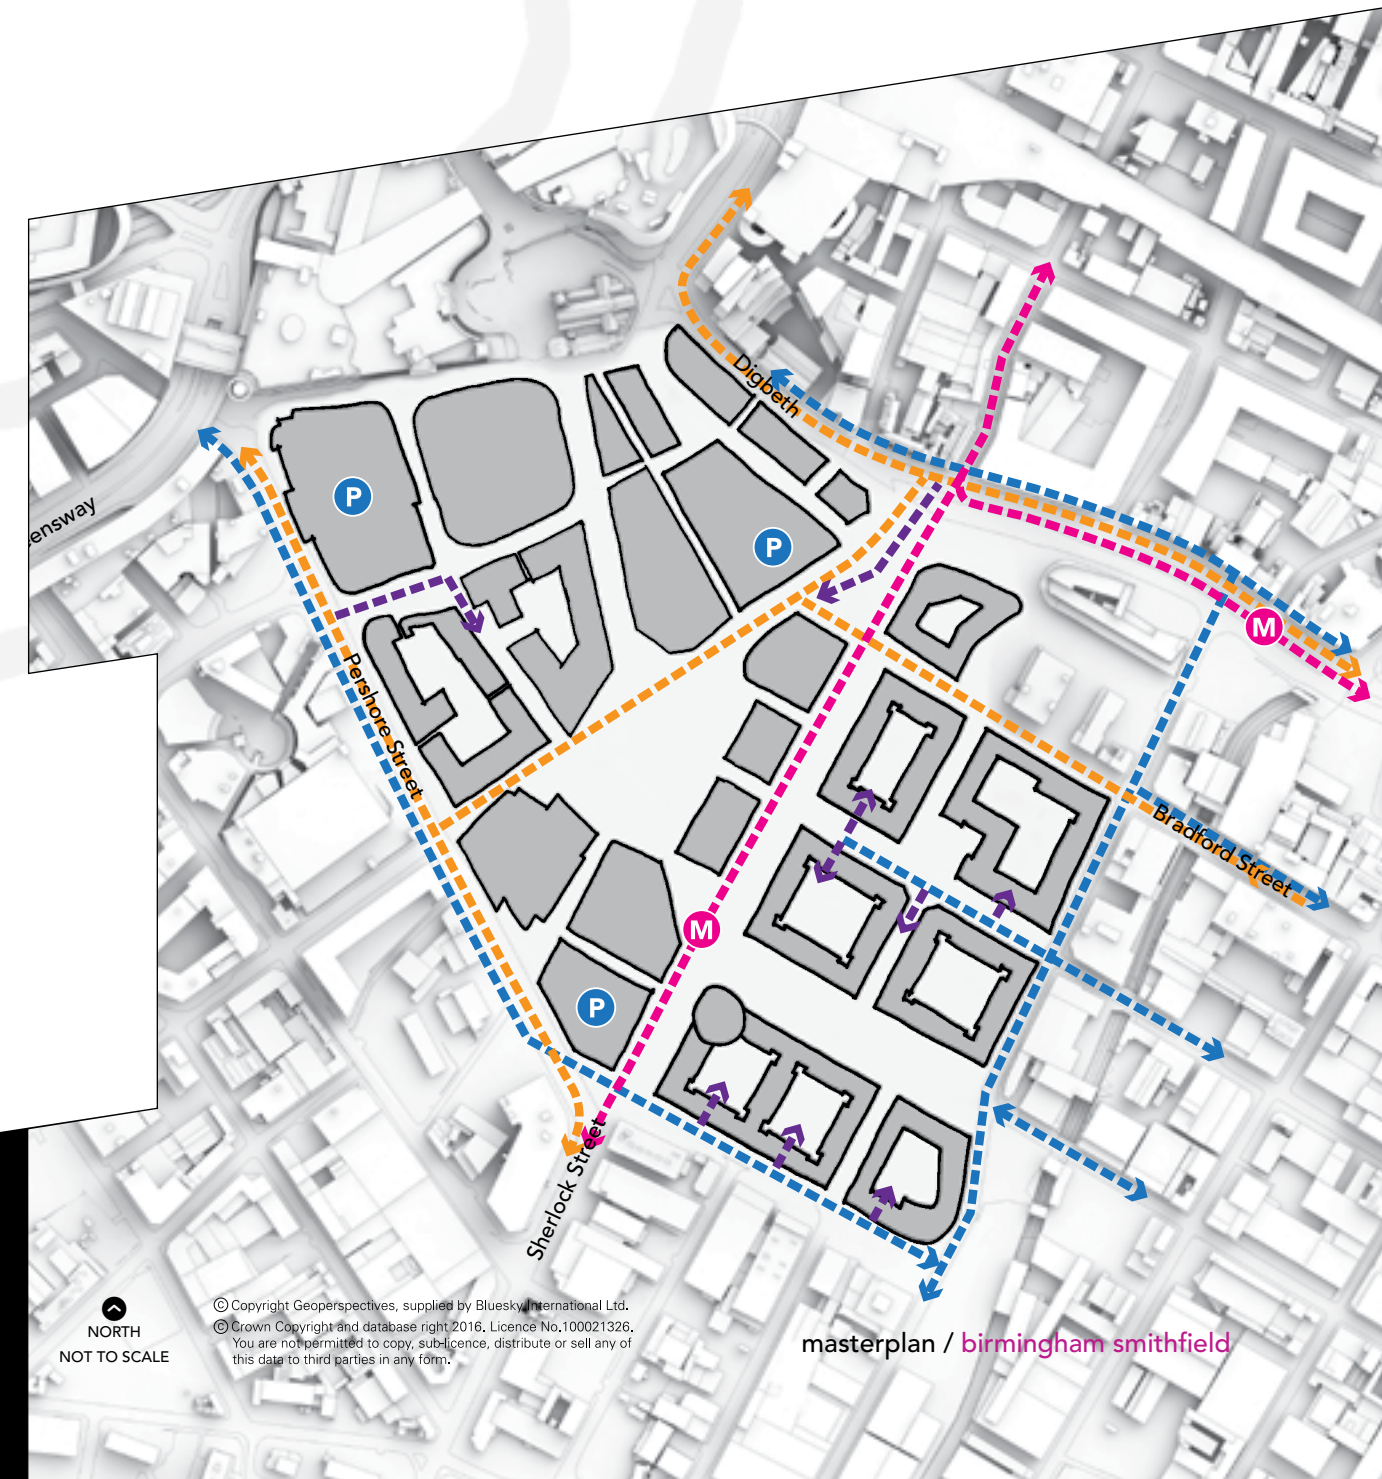 Digbeth
P
eensway
P
M
Pershore Street
Bradford Street
M
P
Sherlock Street
NORTH
NOT TO SCALE
© Copyright Geoperspectives, supplied by Bluesky International Ltd.
© Crown Copyright and database right 2016. Licence No.100021326.
You are not permitted to copy, sub-licence, distribute or sell any of
this data to third parties in any form.
masterplan / birmingham smithfield